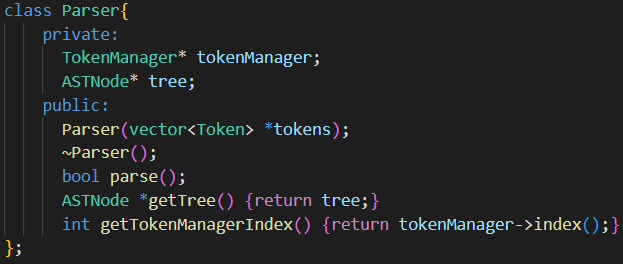 class Parser{
    private:
      TokenManager* tokenManager;
      ASTNode* tree;
    public:
      Parser(vector<Token> *tokens);
      ~Parser();
      bool parse();
      ASTNode *getTree() {return tree;}
      int getTokenManagerIndex() {return tokenManager->index();}
};